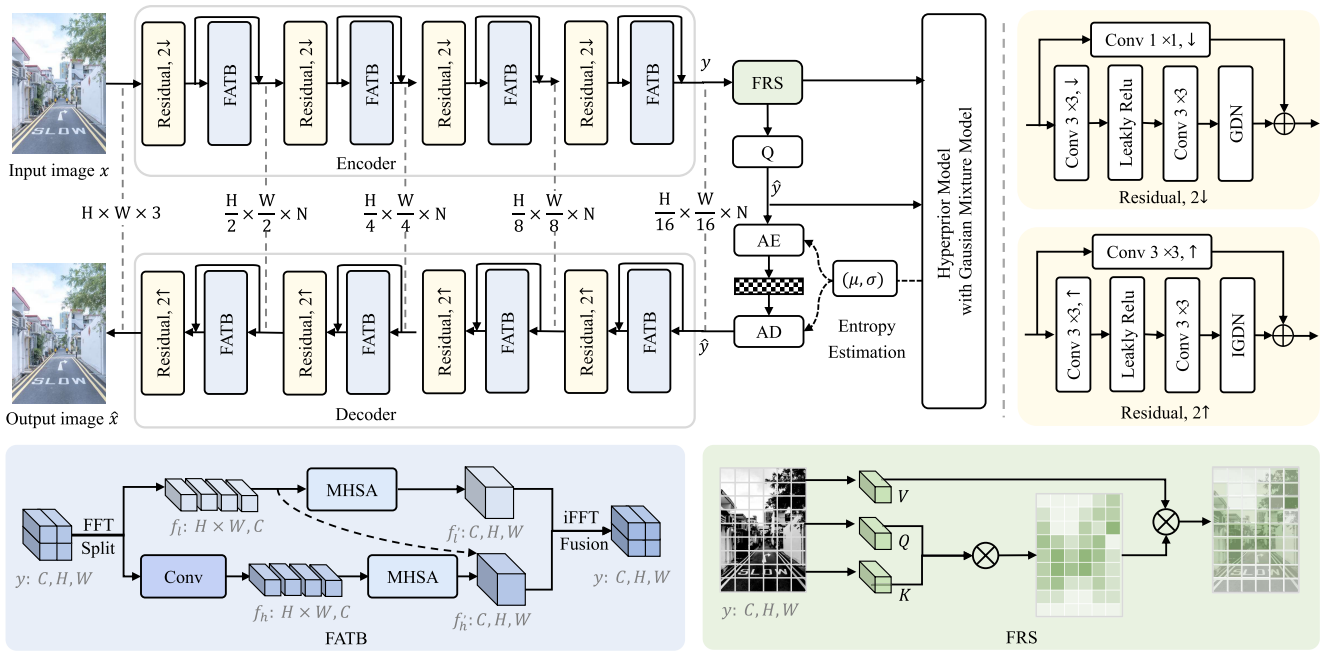 Residual, 2↓
FATB
Residual, 2↓
FATB
Residual, 2↓
FATB
Residual, 2↓
FATB
Encoder
SLOW
Input image x
y
FRS
Q
ŷ
AE
(μ, σ)
AD
ŷ
Entropy
Estimation
Hyperprior Model
with Gausian Mixture Model
H × W × 3
H/2 × W/2 × N
H/4 × W/4 × N
H/8 × W/8 × N
H/16 × W/16 × N
Residual, 2↑
FATB
Residual, 2↑
FATB
Residual, 2↑
FATB
Residual, 2↑
FATB
Decoder
SLOW
Output image x̂
Conv 1 ×1, ↓
Conv 3 ×3, ↓
Leakly Relu
Conv 3 ×3
GDN
Residual, 2↓
Conv 3 ×3, ↑
Conv 3 ×3, ↑
Leakly Relu
Conv 3 ×3
IGDN
Residual, 2↑
y: C, H, W
FFT
Split
f_l: H × W, C
MHSA
f_l': C, H, W
Conv
f_h: H × W, C
MHSA
f_h': C, H, W
iFFT
Fusion
y: C, H, W
FATB
SLOW
y: C, H, W
V
Q
K
FRS